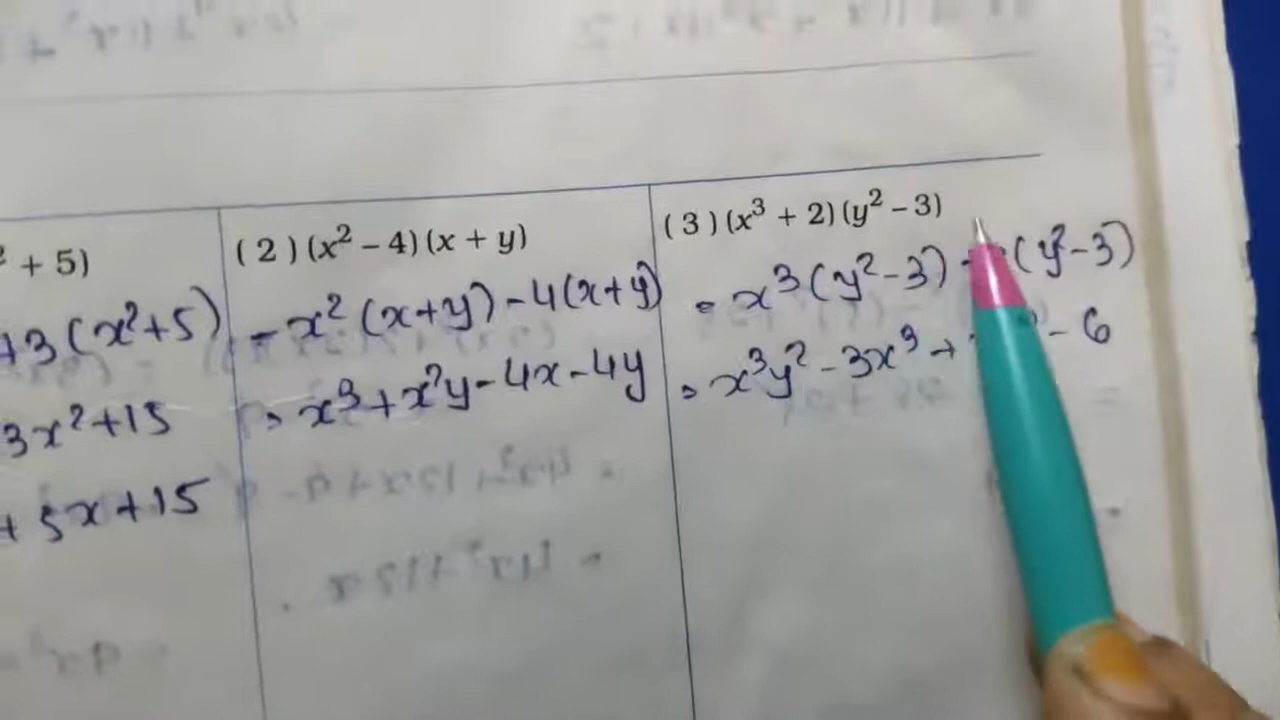 ² + 5)
+3(x²+5)
3x²+15
+ 5x+15
(2)(x² – 4)(x + y)
= x²(x+y)-4(x+y)
= x³+x²y-4x-4y
(3)(x³ + 2)(y² – 3)
= x³(y²-3) (y²-3)
= x³y²-3x³+ - 6